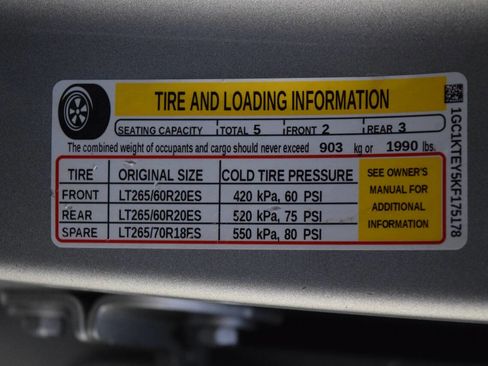 TIRE AND LOADING INFORMATION
SEATING CAPACITY TOTAL 5 FRONT 2 REAR 3
The combined weight of occupants and cargo should never exceed 903 kg or 1990 lbs.
TIRE ORIGINAL SIZE COLD TIRE PRESSURE
FRONT LT265/60R20ES 420 kPa, 60 PSI
REAR LT265/60R20ES 520 kPa, 75 PSI
SPARE LT265/70R18ES 550 kPa, 80 PSI
SEE OWNER'S
MANUAL FOR
ADDITIONAL
INFORMATION
1GC1KTEY5KF175178